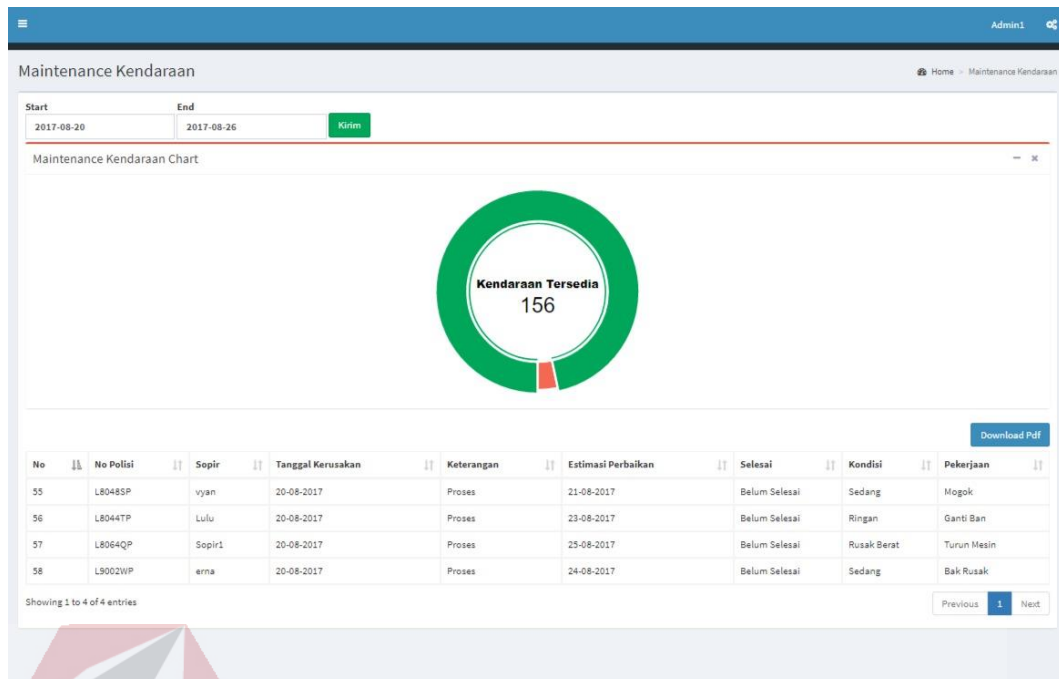 Admin1
Maintenance Kendaraan
Home > Maintenance Kendaraan
Start End
2017-08-20 2017-08-26 Kirim
Maintenance Kendaraan Chart
Kendaraan Tersedia
156
Download Pdf
No No Polisi Sopir Tanggal Kerusakan Keterangan Estimasi Perbaikan Selesai Kondisi Pekerjaan
55 L8048SP vyan 20-08-2017 Proses 21-08-2017 Belum Selesai Sedang Mogok
56 L8044TP Lulu 20-08-2017 Proses 23-08-2017 Belum Selesai Ringan Ganti Ban
57 L8064QP Sopir1 20-08-2017 Proses 25-08-2017 Belum Selesai Rusak Berat Turun Mesin
58 L9002WP erna 20-08-2017 Proses 24-08-2017 Belum Selesai Sedang Bak Rusak
Showing 1 to 4 of 4 entries
Previous 1 Next